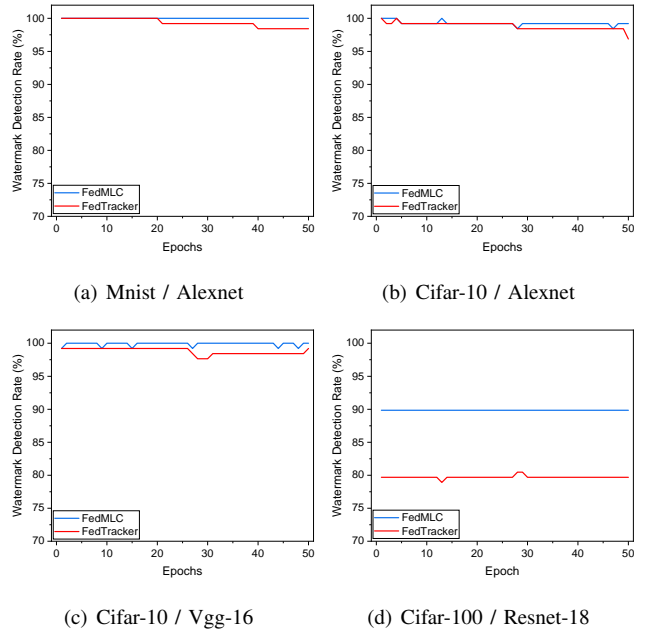 100
95
90
85
80
75
70
Watermark Detection Rate (%)
FedMLC
FedTracker
0 10 20 30 40 50
Epochs
(a) Mnist / Alexnet
100
95
90
85
80
75
70
Watermark Detection Rate (%)
FedMLC
FedTracker
0 10 20 30 40 50
Epochs
(b) Cifar-10 / Alexnet
100
95
90
85
80
75
70
Watermark Detection Rate (%)
FedMLC
FedTracker
0 10 20 30 40 50
Epochs
(c) Cifar-10 / Vgg-16
100
95
90
85
80
75
70
Watermark Detection Rate (%)
FedMLC
FedTracker
0 10 20 30 40 50
Epoch
(d) Cifar-100 / Resnet-18